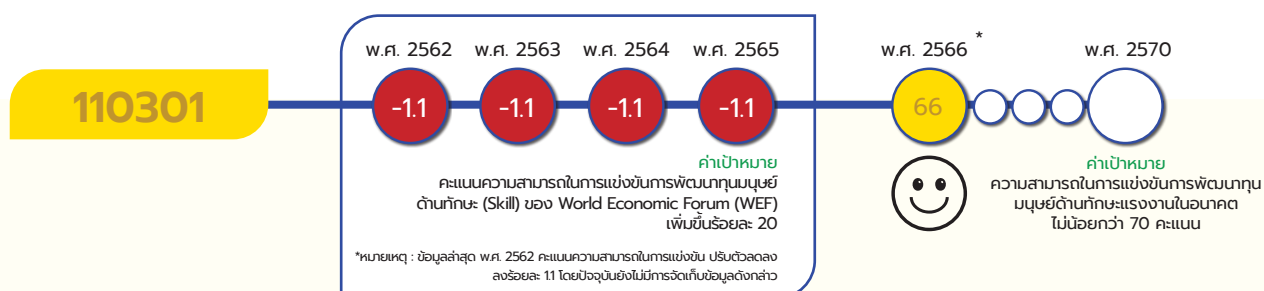 พ.ศ. 2562 พ.ศ. 2563 พ.ศ. 2564 พ.ศ. 2565 พ.ศ. 2566 * พ.ศ. 2570
110301 -1.1 -1.1 -1.1 -1.1 66
ค่าเป้าหมาย
คะแนนความสามารถในการแข่งขันการพัฒนาทุนมนุษย์
ด้านทักษะ (Skill) ของ World Economic Forum (WEF)
เพิ่มขึ้นร้อยละ 20
*หมายเหตุ : ข้อมูลล่าสุด พ.ศ. 2562 คะแนนความสามารถในการแข่งขัน ปรับตัวลดลง
ลงร้อยละ 1.1 โดยปัจจุบันยังไม่มีการจัดเก็บข้อมูลดังกล่าว
ค่าเป้าหมาย
ความสามารถในการแข่งขันการพัฒนาทุน
มนุษย์ด้านทักษะแรงงานในอนาคต
ไม่น้อยกว่า 70 คะแนน